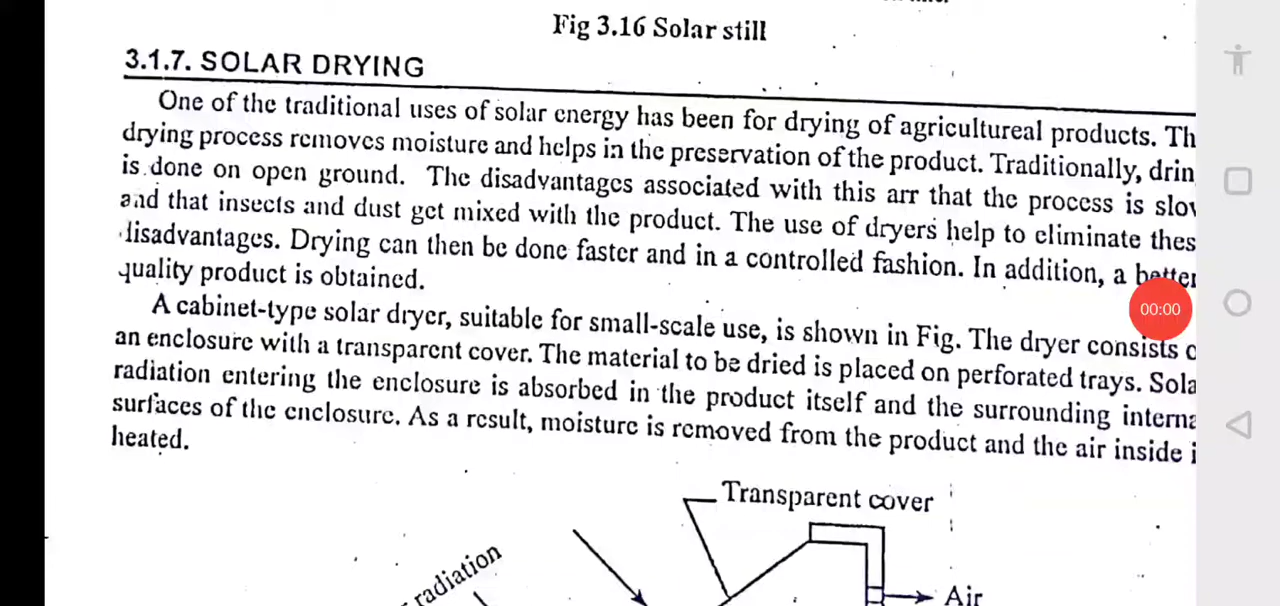 Fig 3.16 Solar still
3.1.7. SOLAR DRYING
One of the traditional uses of solar energy has been for drying of agricultureal products. Th
drying process removes moisture and helps in the preservation of the product. Traditionally, drin
is done on open ground. The disadvantages associated with this arr that the process is slo
and that insects and dust get mixed with the product. The use of dryers help to eliminate thes
disadvantages. Drying can then be done faster and in a controlled fashion. In addition, a better
quality product is obtained.
A cabinet-type solar dryer, suitable for small-scale use, is shown in Fig. The dryer consists
an enclosure with a transparent cover. The material to be dried is placed on perforated trays. Sola
radiation entering the enclosure is absorbed in the product itself and the surrounding interna
surfaces of the enclosure. As a result, moisture is removed from the product and the air inside i
heated.
Transparent cover
radiation
Air
00:00